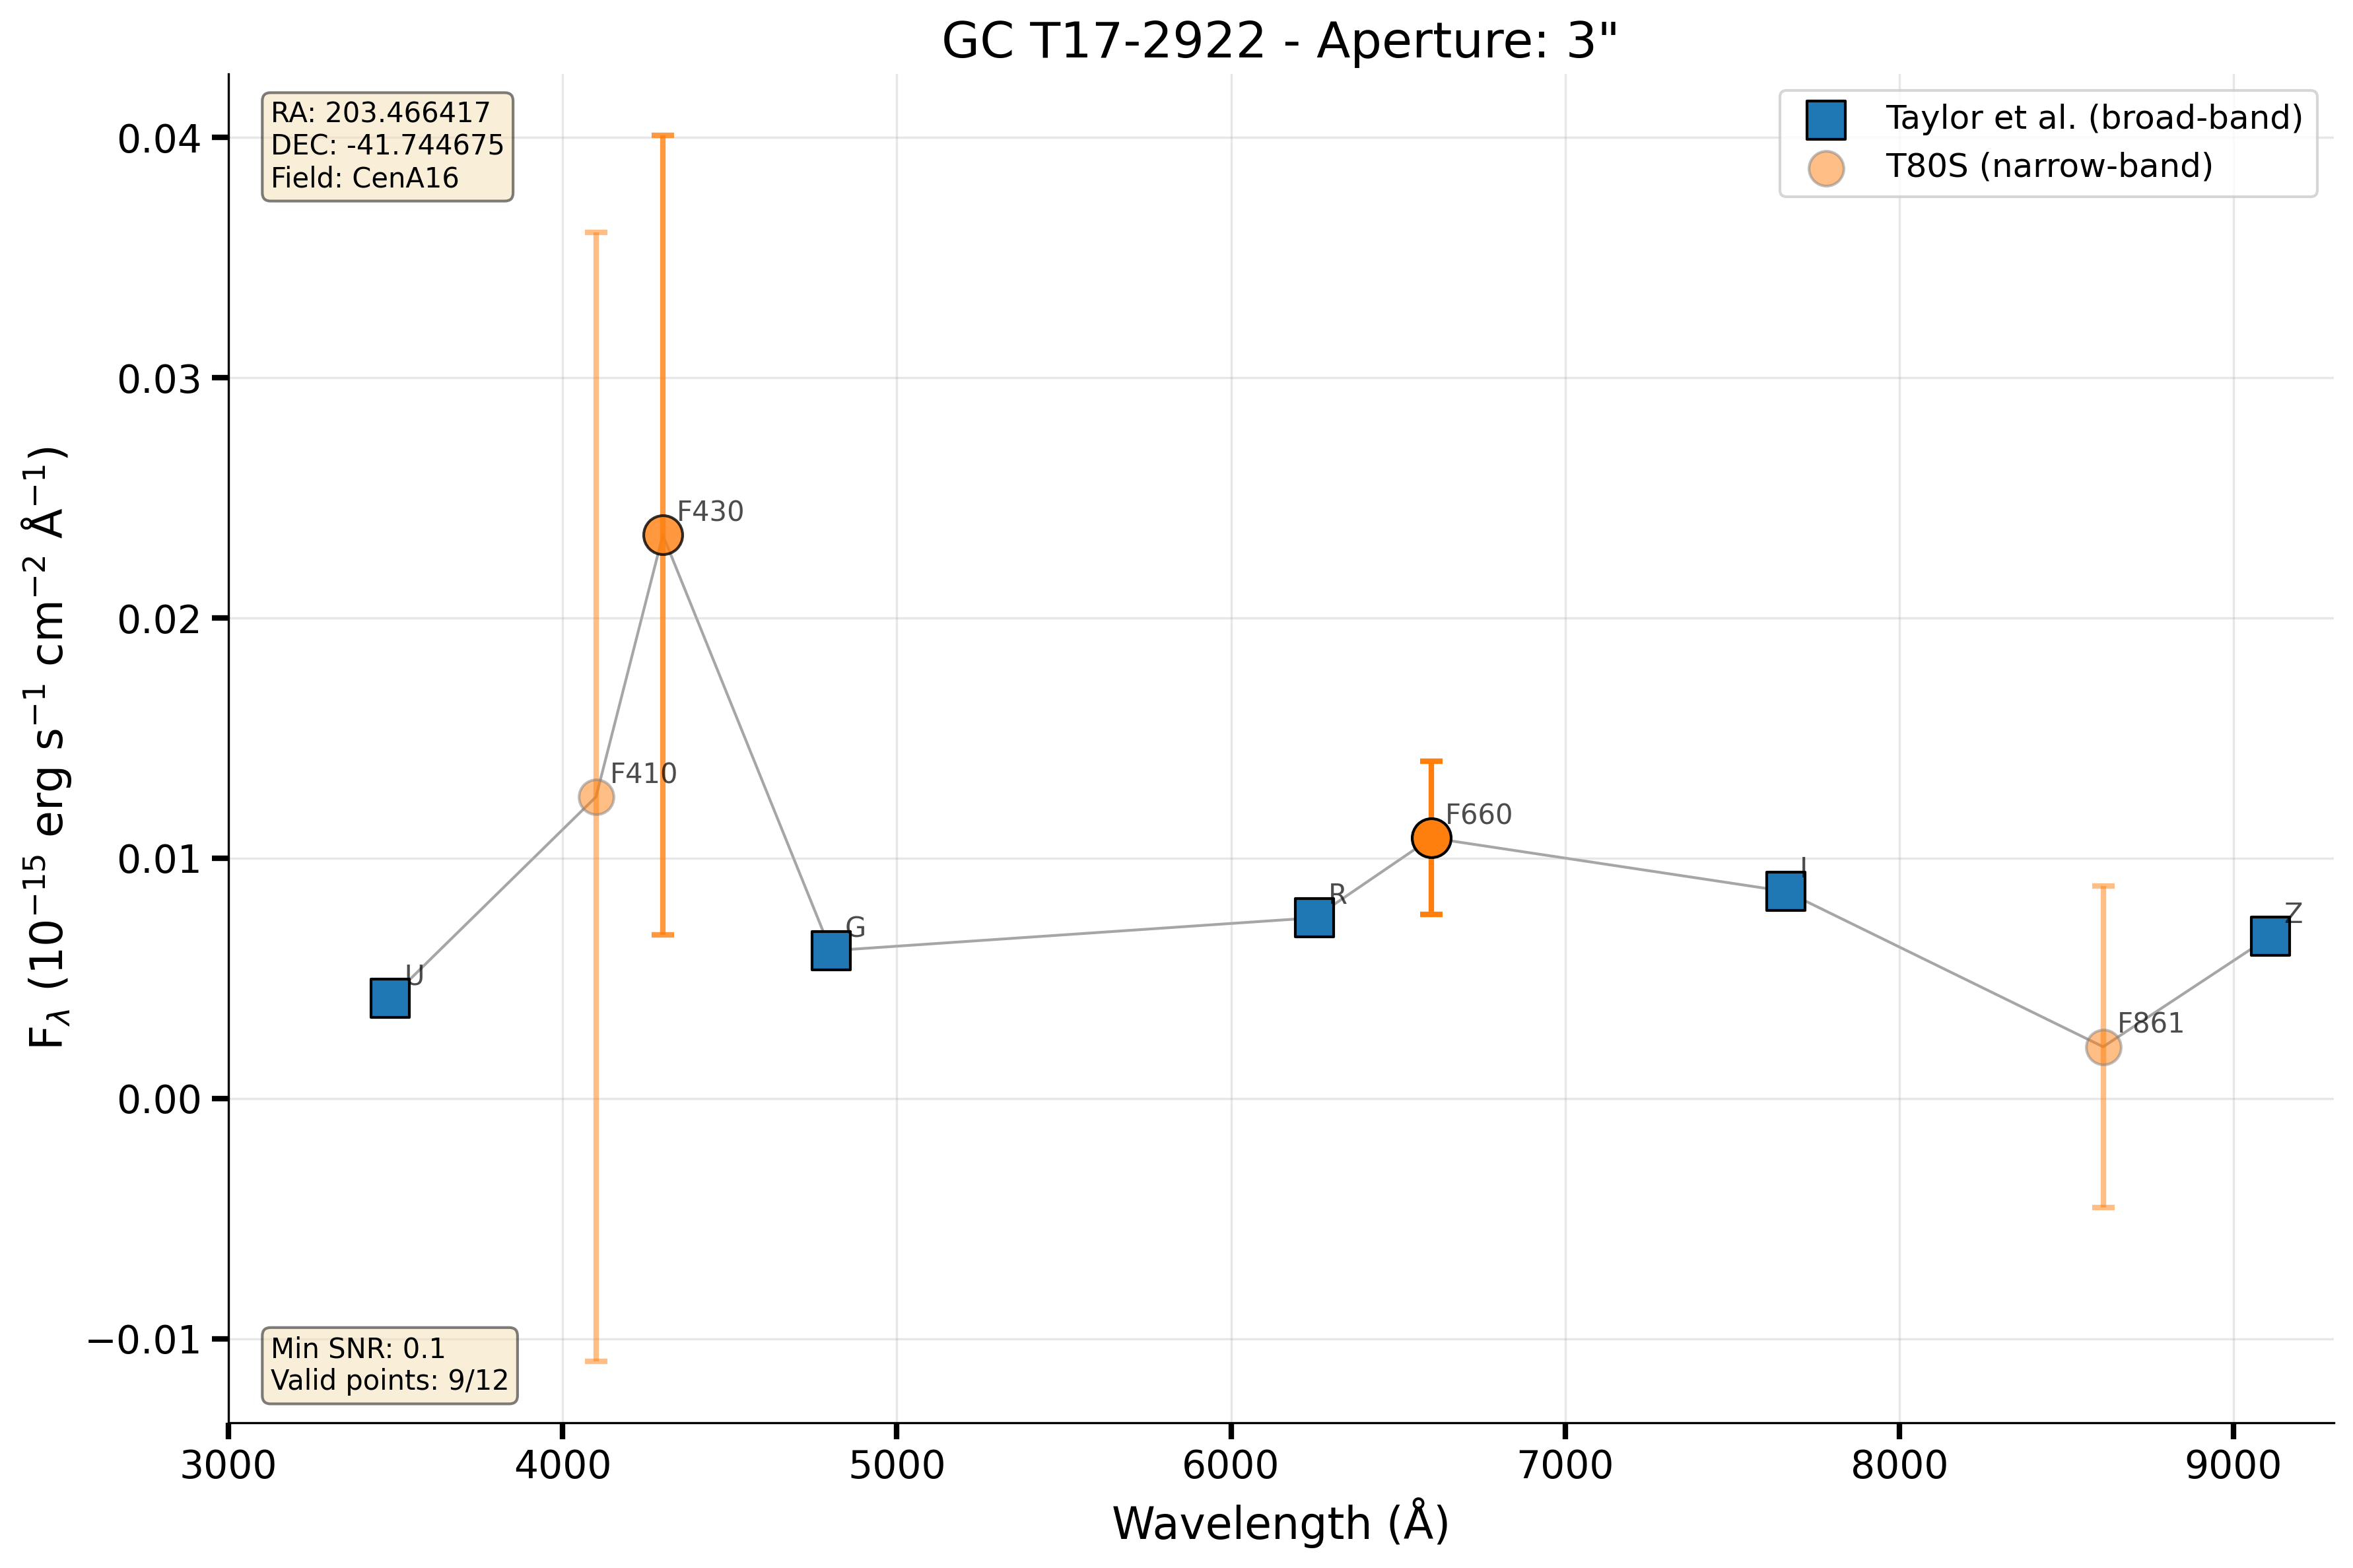 GC T17-2922 - Aperture: 3"
RA: 203.466417
DEC: -41.744675
Field: CenA16
Taylor et al. (broad-band)
T80S (narrow-band)
0.04
0.03
0.02
0.01
0.00
−0.01
F$_λ$ (10$^{−15}$ erg s$^{−1}$ cm$^{−2}$ Å$^{−1}$)
F430
F410
F660
I
R
G
Z
U
F861
Min SNR: 0.1
Valid points: 9/12
3000 4000 5000 6000 7000 8000 9000
Wavelength (Å)